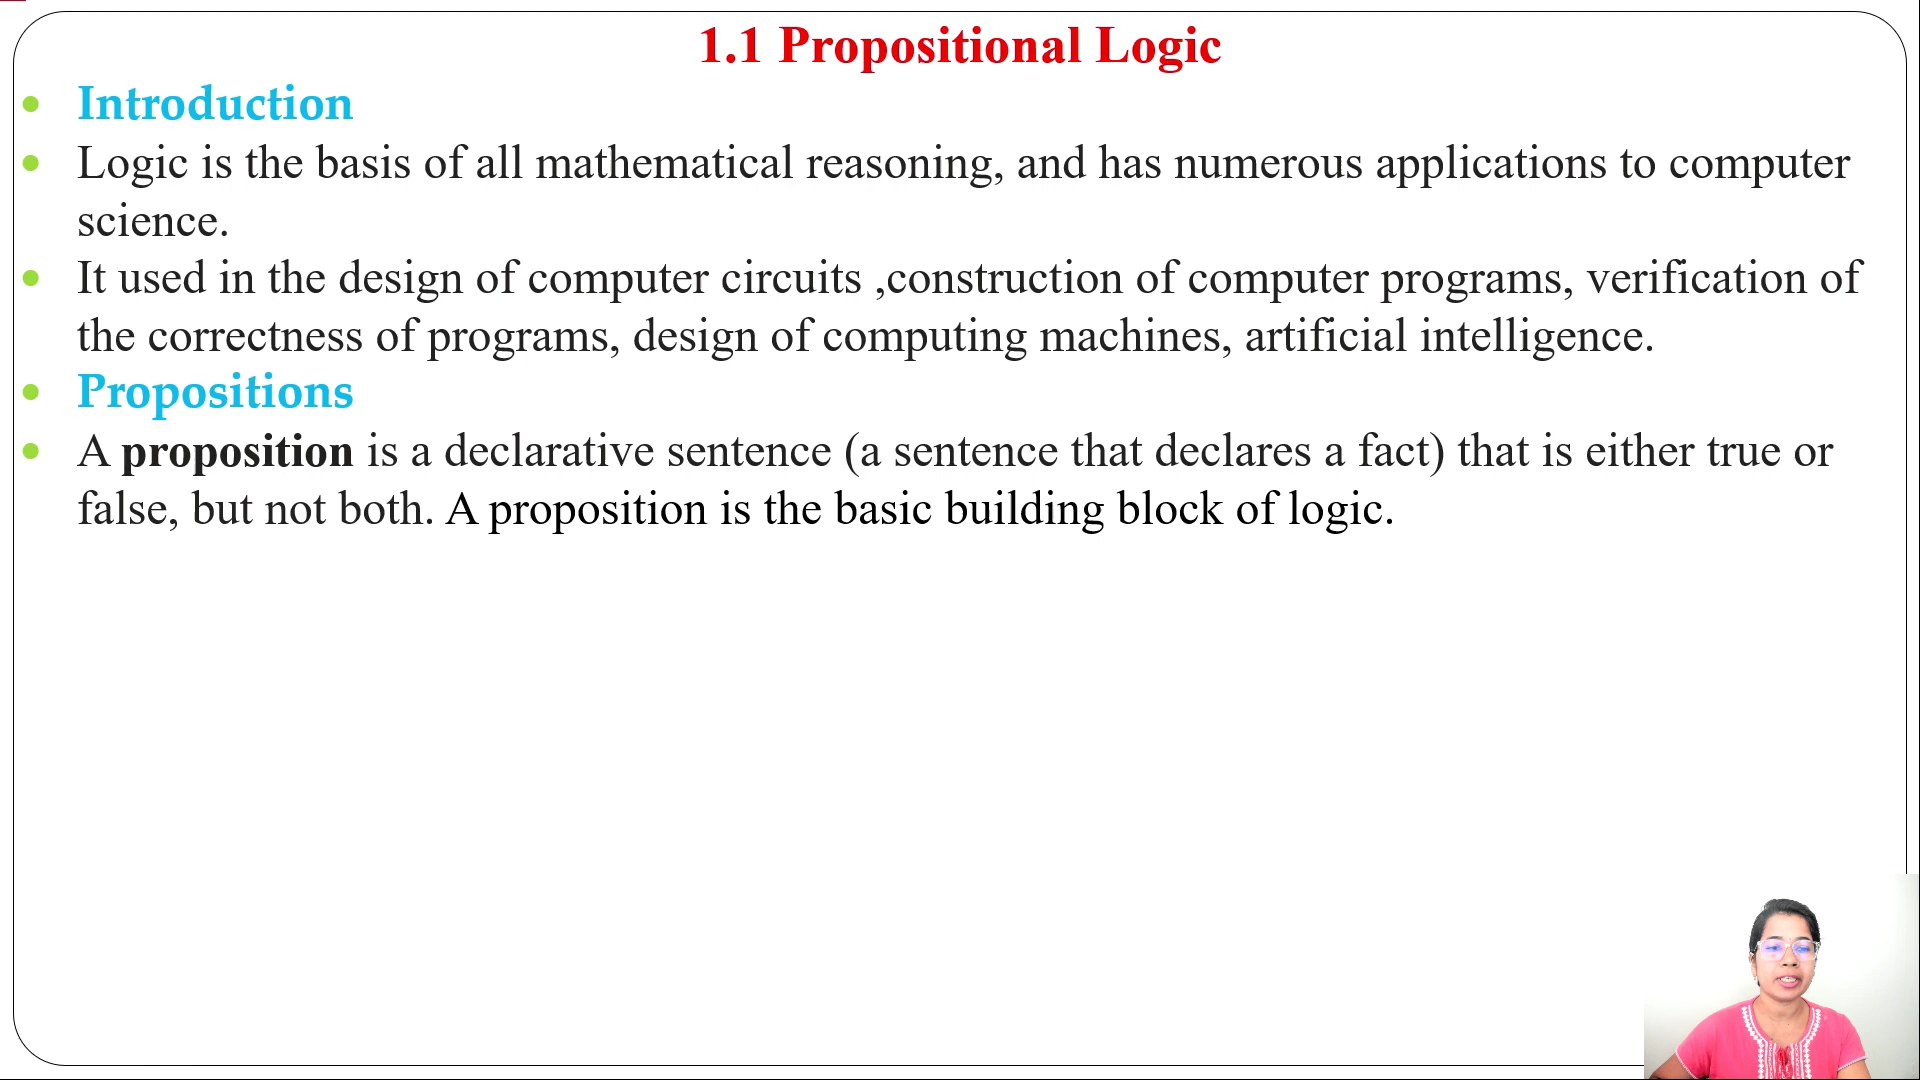 1.1 Propositional Logic
Introduction
Logic is the basis of all mathematical reasoning, and has numerous applications to computer
science.
It used in the design of computer circuits ,construction of computer programs, verification of
the correctness of programs, design of computing machines, artificial intelligence.
Propositions
A proposition is a declarative sentence (a sentence that declares a fact) that is either true or
false, but not both. A proposition is the basic building block of logic.